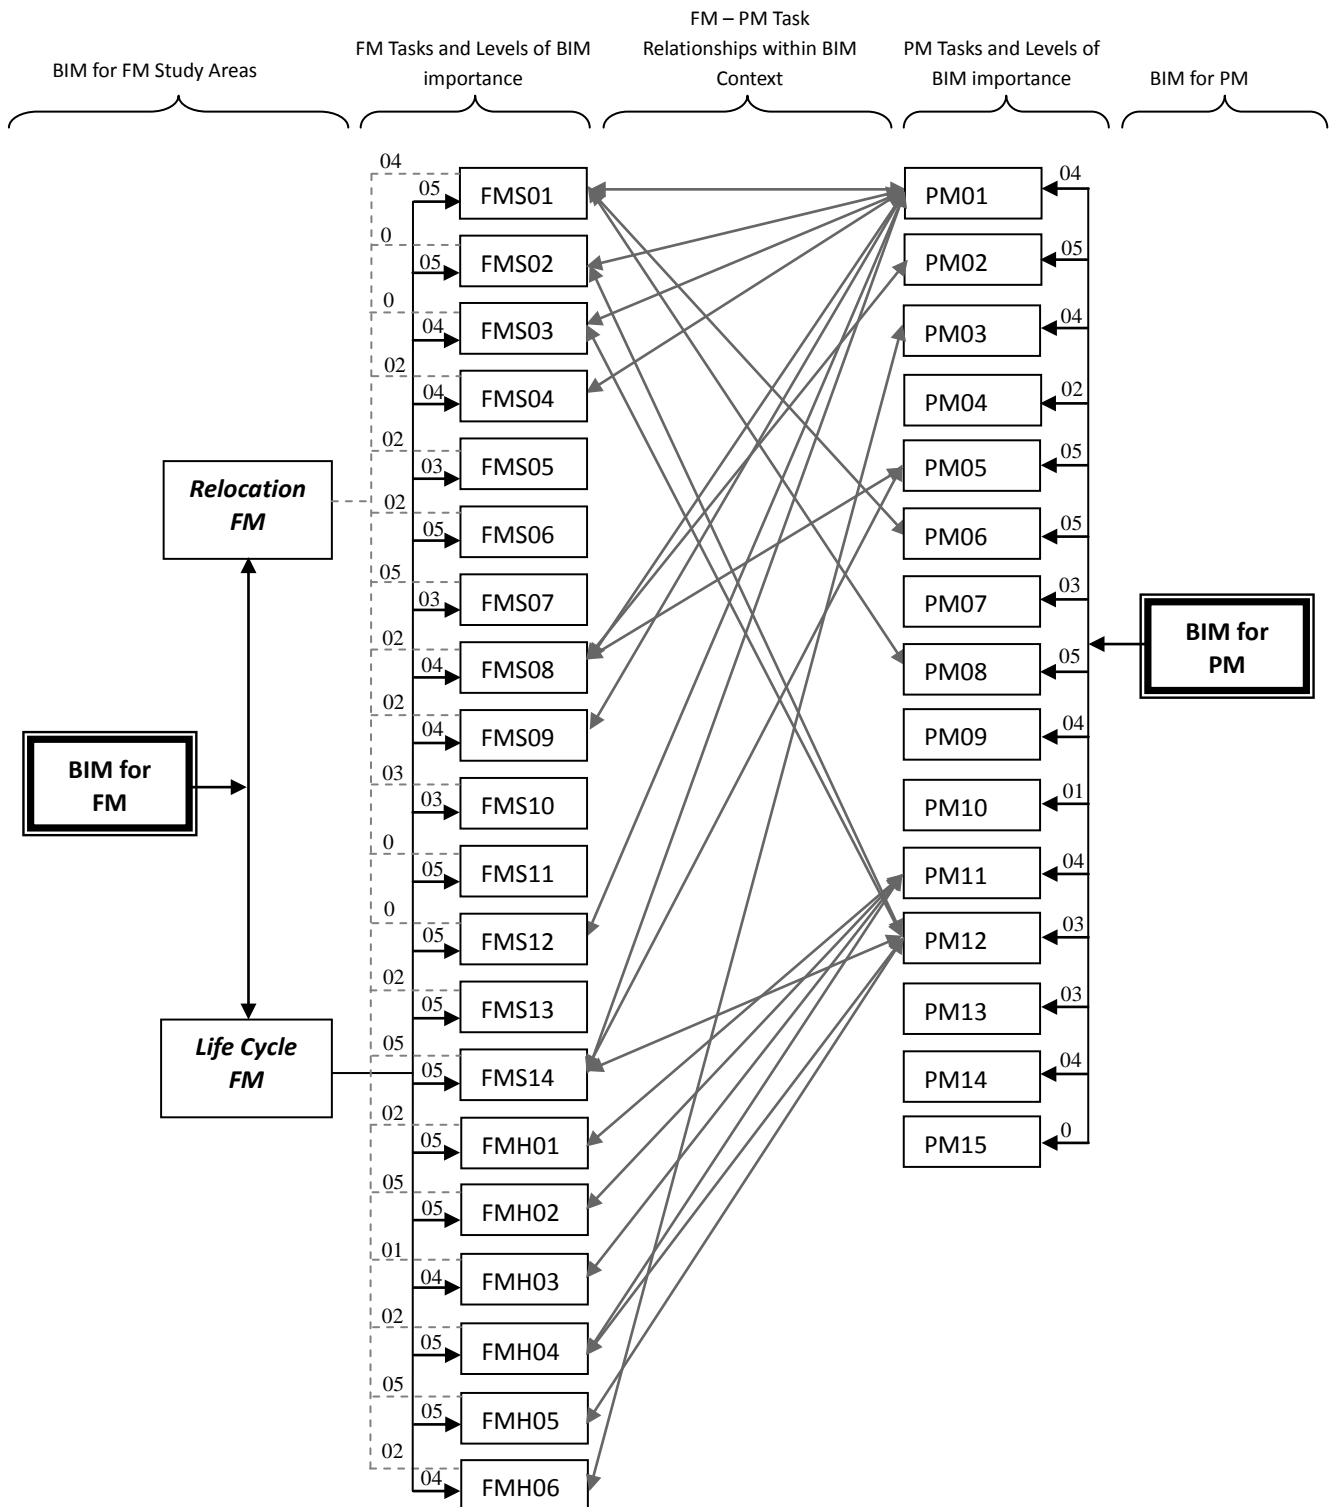 FM – PM Task
Relationships within BIM
Context
FM Tasks and Levels of BIM
importance
PM Tasks and Levels of
BIM importance
BIM for FM Study Areas
BIM for PM
04
05
FMS01
PM01
04
0
05
FMS02
PM02
05
0
04
FMS03
PM03
04
02
04
FMS04
PM04
02
02
03
FMS05
PM05
05
Relocation
FM
02
05
FMS06
PM06
05
05
03
FMS07
PM07
03
BIM for
PM
02
04
FMS08
PM08
05
02
04
FMS09
PM09
04
BIM for
FM
03
03
FMS10
PM10
01
0
05
FMS11
PM11
04
0
05
FMS12
PM12
03
02
05
FMS13
PM13
03
Life Cycle
FM
05
05
FMS14
PM14
04
02
05
FMH01
PM15
0
05
05
FMH02
01
04
FMH03
02
05
FMH04
05
05
FMH05
02
04
FMH06